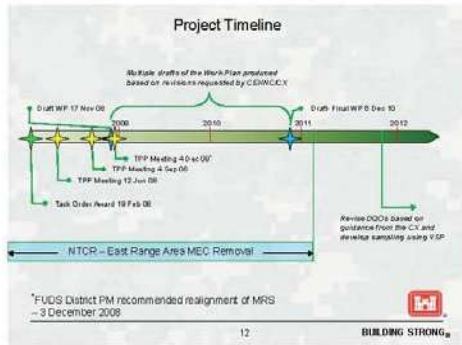 Project Timeline
Multiple drafts of the Work Plan produced
based on revisions requested by CEHNC/CX
Draft WP 17 Nov 08
Draft-Final WP 6 Dec 10
2009
2010
2011
2012
TPP Meeting 4 Dec 08*
TPP Meeting 4 Sep 08
TPP Meeting 12 Jun 08
Task Order Award 19 Feb 08
Revise DQOs based on
guidance from the CX and
develop sampling using VSP
NTCR – East Range Area MEC Removal
*FUDS District PM recommended realignment of MRS
– 3 December 2008
12
BUILDING STRONG®